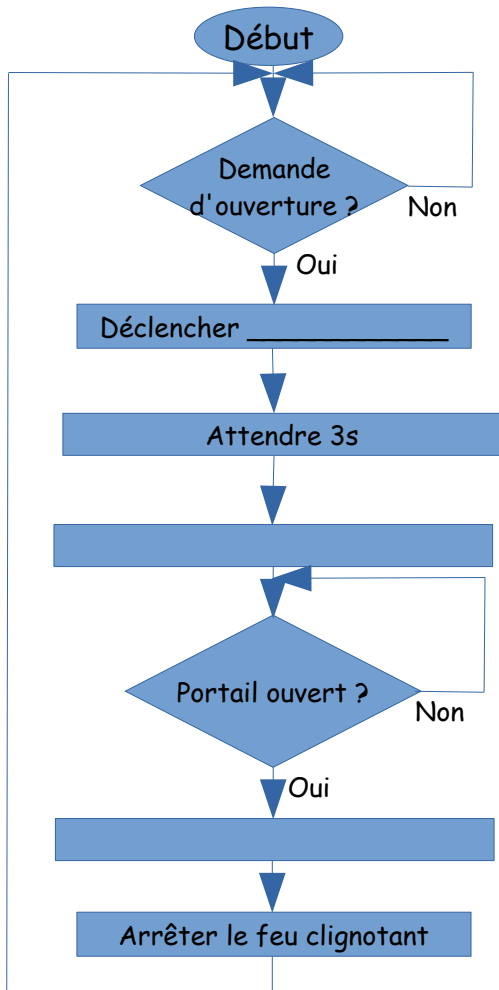 Début
Demande
d'ouverture ?
Non
Oui
Déclencher ____________
Attendre 3s
Portail ouvert ?
Non
Oui
Arrêter le feu clignotant